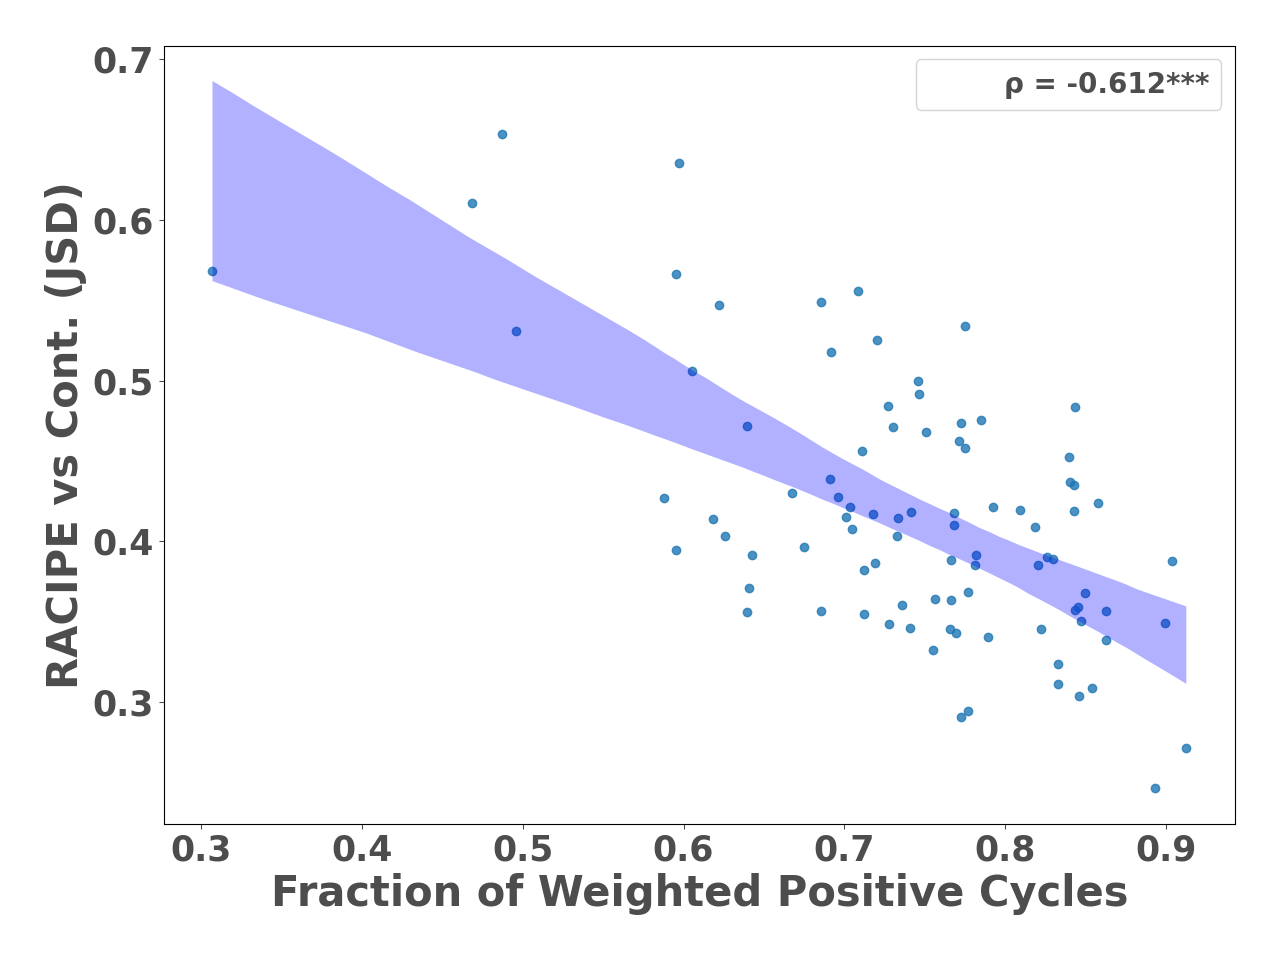 ρ = -0.612***
RACIPE vs Cont. (JSD)
0.7
0.6
0.5
0.4
0.3
0.3 0.4 0.5 0.6 0.7 0.8 0.9
Fraction of Weighted Positive Cycles